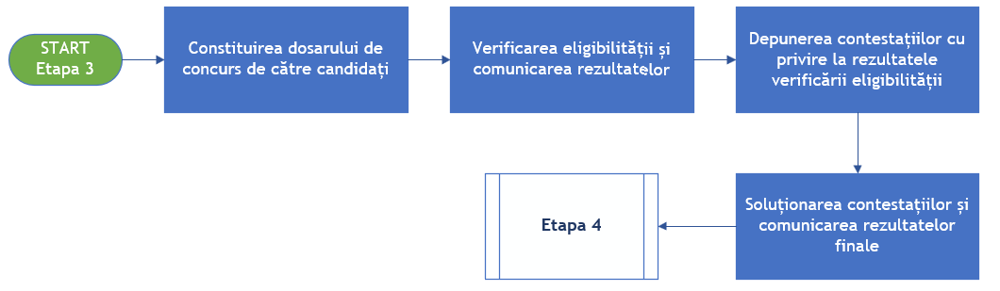 START
Etapa 3
Constituirea dosarului de
concurs de către candidați
Verificarea eligibilității și
comunicarea rezultatelor
Depunerea contestațiilor cu
privire la rezultatele
verificării eligibilității
Soluționarea contestațiilor și
comunicarea rezultatelor
finale
Etapa 4